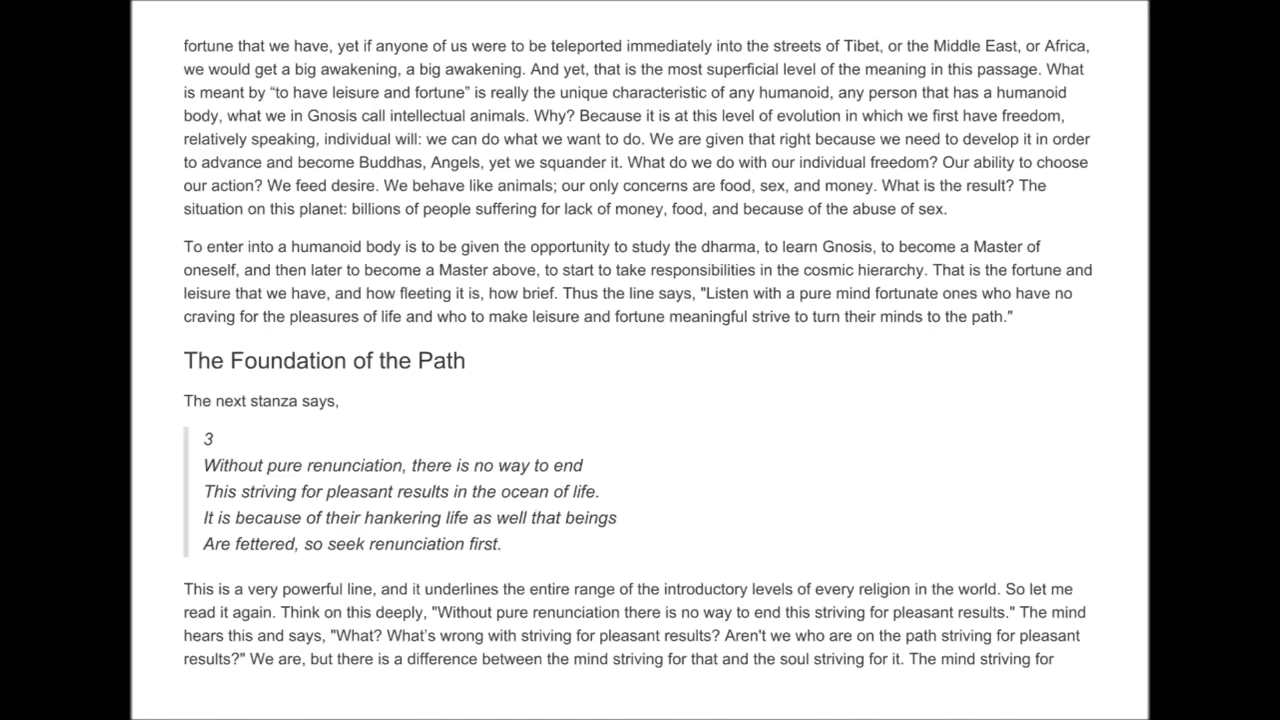 fortune that we have, yet if anyone of us were to be teleported immediately into the streets of Tibet, or the Middle East, or Africa,
we would get a big awakening, a big awakening. And yet, that is the most superficial level of the meaning in this passage. What
is meant by “to have leisure and fortune” is really the unique characteristic of any humanoid, any person that has a humanoid
body, what we in Gnosis call intellectual animals. Why? Because it is at this level of evolution in which we first have freedom,
relatively speaking, individual will: we can do what we want to do. We are given that right because we need to develop it in order
to advance and become Buddhas, Angels, yet we squander it. What do we do with our individual freedom? Our ability to choose
our action? We feed desire. We behave like animals; our only concerns are food, sex, and money. What is the result? The
situation on this planet: billions of people suffering for lack of money, food, and because of the abuse of sex.
To enter into a humanoid body is to be given the opportunity to study the dharma, to learn Gnosis, to become a Master of
oneself, and then later to become a Master above, to start to take responsibilities in the cosmic hierarchy. That is the fortune and
leisure that we have, and how fleeting it is, how brief. Thus the line says, "Listen with a pure mind fortunate ones who have no
craving for the pleasures of life and who to make leisure and fortune meaningful strive to turn their minds to the path."
The Foundation of the Path
The next stanza says,
3
Without pure renunciation, there is no way to end
This striving for pleasant results in the ocean of life.
It is because of their hankering life as well that beings
Are fettered, so seek renunciation first.
This is a very powerful line, and it underlines the entire range of the introductory levels of every religion in the world. So let me
read it again. Think on this deeply, "Without pure renunciation there is no way to end this striving for pleasant results." The mind
hears this and says, "What? What’s wrong with striving for pleasant results? Aren't we who are on the path striving for pleasant
results?" We are, but there is a difference between the mind striving for that and the soul striving for it. The mind striving for